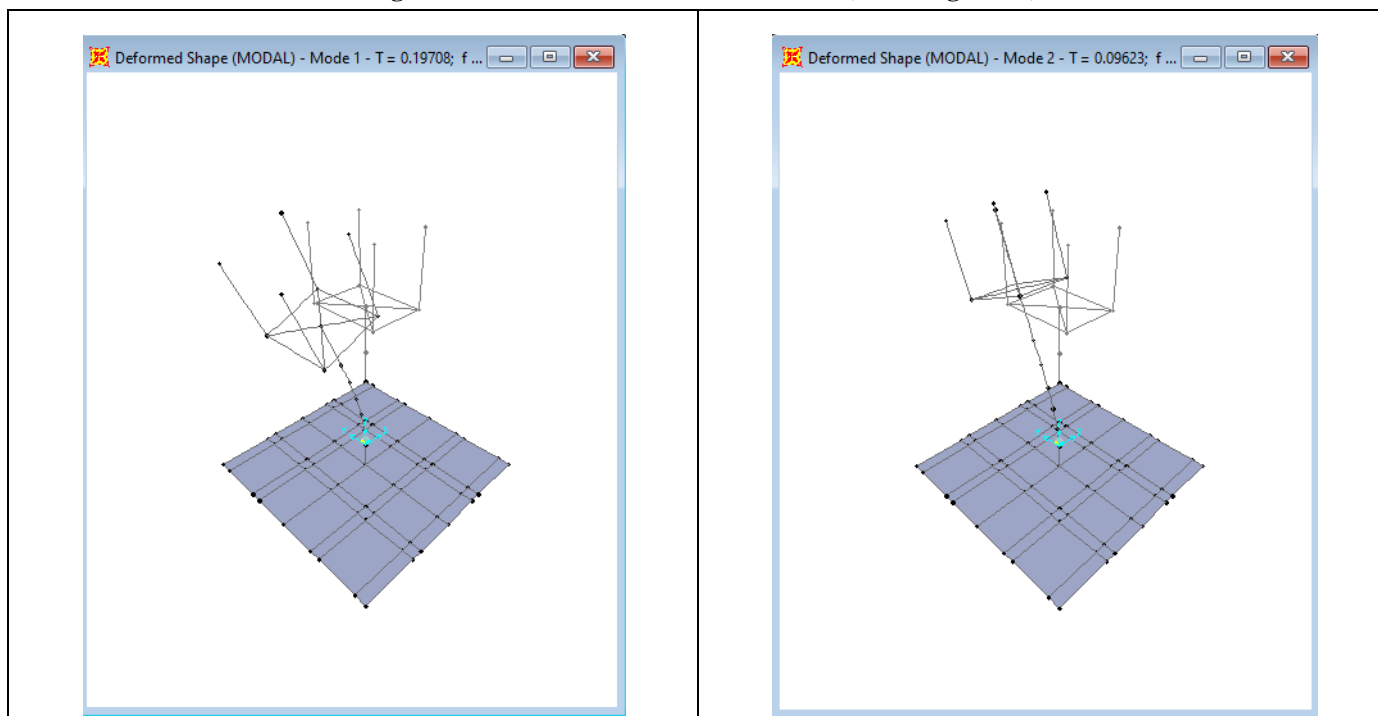 Deformed Shape (MODAL) - Mode 1 - T = 0.19708; f ...
Deformed Shape (MODAL) - Mode 2 - T = 0.09623; f ...